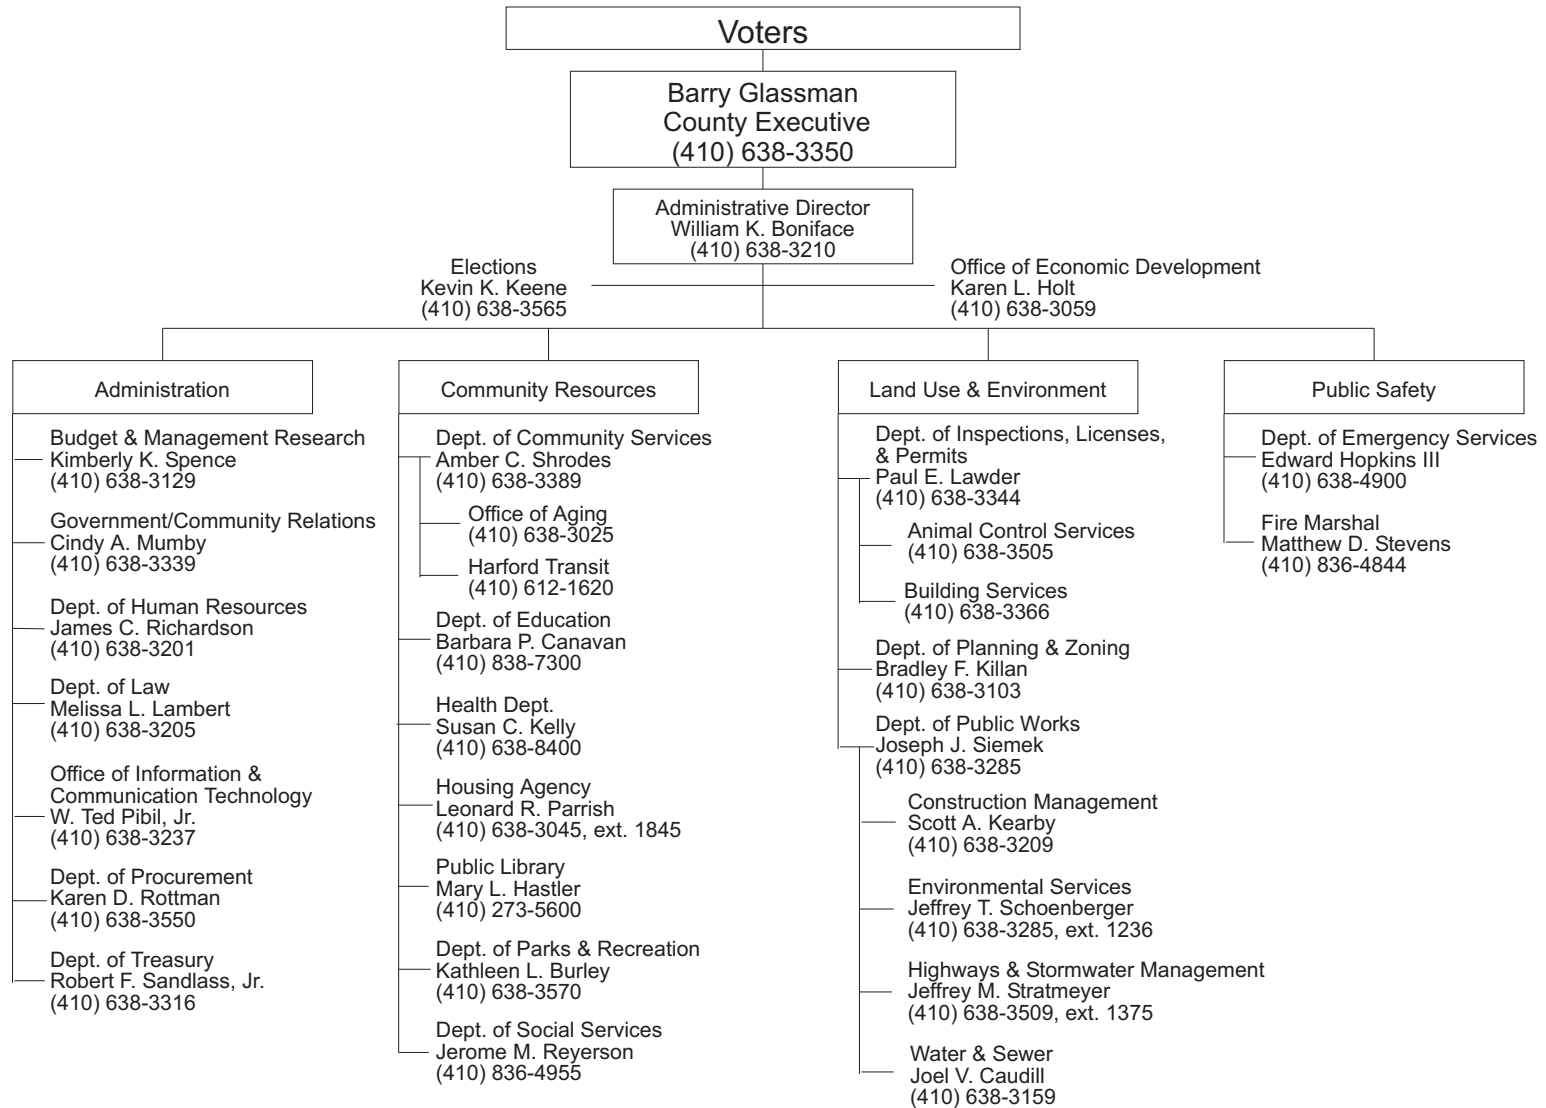 Voters
Barry Glassman
County Executive
(410) 638-3350
Administrative Director
William K. Boniface
(410) 638-3210
Elections
Kevin K. Keene
(410) 638-3565
Office of Economic Development
Karen L. Holt
(410) 638-3059
Administration
Budget & Management Research
Kimberly K. Spence
(410) 638-3129
Government/Community Relations
Cindy A. Mumby
(410) 638-3339
Dept. of Human Resources
James C. Richardson
(410) 638-3201
Dept. of Law
Melissa L. Lambert
(410) 638-3205
Office of Information &
Communication Technology
W. Ted Pibil, Jr.
(410) 638-3237
Dept. of Procurement
Karen D. Rottman
(410) 638-3550
Dept. of Treasury
Robert F. Sandlass, Jr.
(410) 638-3316
Community Resources
Dept. of Community Services
Amber C. Shrodes
(410) 638-3389
Office of Aging
(410) 638-3025
Harford Transit
(410) 612-1620
Dept. of Education
Barbara P. Canavan
(410) 838-7300
Health Dept.
Susan C. Kelly
(410) 638-8400
Housing Agency
Leonard R. Parrish
(410) 638-3045, ext. 1845
Public Library
Mary L. Hastler
(410) 273-5600
Dept. of Parks & Recreation
Kathleen L. Burley
(410) 638-3570
Dept. of Social Services
Jerome M. Reyerson
(410) 836-4955
Land Use & Environment
Dept. of Inspections, Licenses,
& Permits
Paul E. Lawder
(410) 638-3344
Animal Control Services
(410) 638-3505
Building Services
(410) 638-3366
Dept. of Planning & Zoning
Bradley F. Killan
(410) 638-3103
Dept. of Public Works
Joseph J. Siemek
(410) 638-3285
Construction Management
Scott A. Kearby
(410) 638-3209
Environmental Services
Jeffrey T. Schoenberger
(410) 638-3285, ext. 1236
Highways & Stormwater Management
Jeffrey M. Stratmeyer
(410) 638-3509, ext. 1375
Water & Sewer
Joel V. Caudill
(410) 638-3159
Public Safety
Dept. of Emergency Services
Edward Hopkins III
(410) 638-4900
Fire Marshal
Matthew D. Stevens
(410) 836-4844